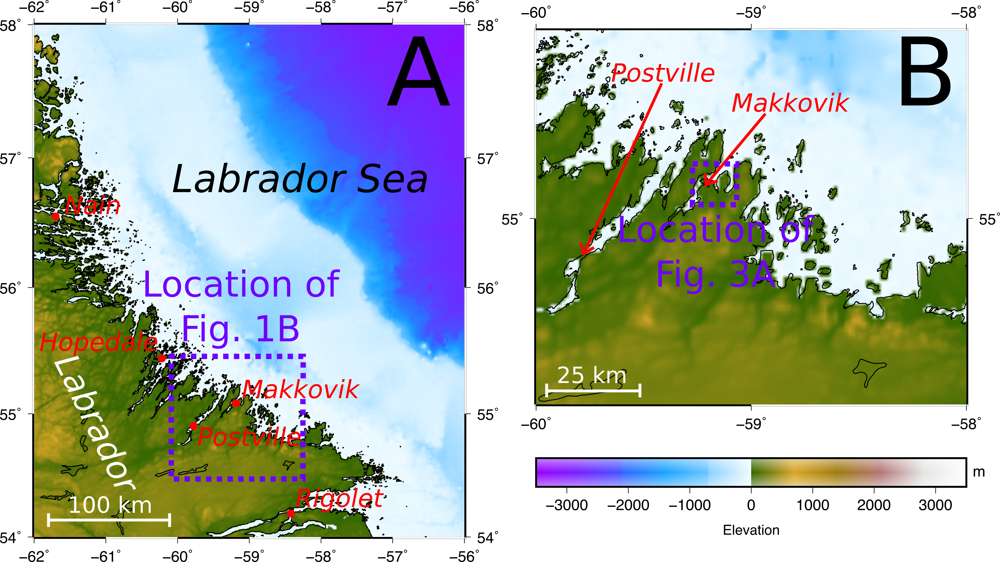 −62° −61° −60° −59° −58° −57° −56°
58° 58°
A
57° 57°
Labrador Sea
Nain
Location of
Fig. 1B
56° 56°
Hopedale
Labrador
Makkovik
55° 55°
Postville
Rigolet
100 km
54° 54°
−62° −61° −60° −59° −58° −57° −56°
−60° −59° −58°
B
Postville
Makkovik
55° 55°
Location of
Fig. 3A
25 km
−60° −59° −58°
m
−3000 −2000 −1000 0 1000 2000 3000
Elevation